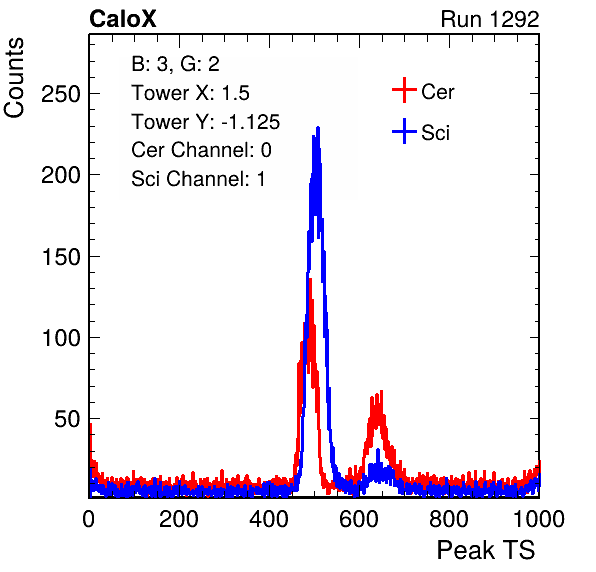 CaloX Run 1292
Counts
B: 3, G: 2
Tower X: 1.5
Tower Y: -1.125
Cer Channel: 0
Sci Channel: 1
Cer
Sci
250
200
150
100
50
0 200 400 600 800 1000
Peak TS